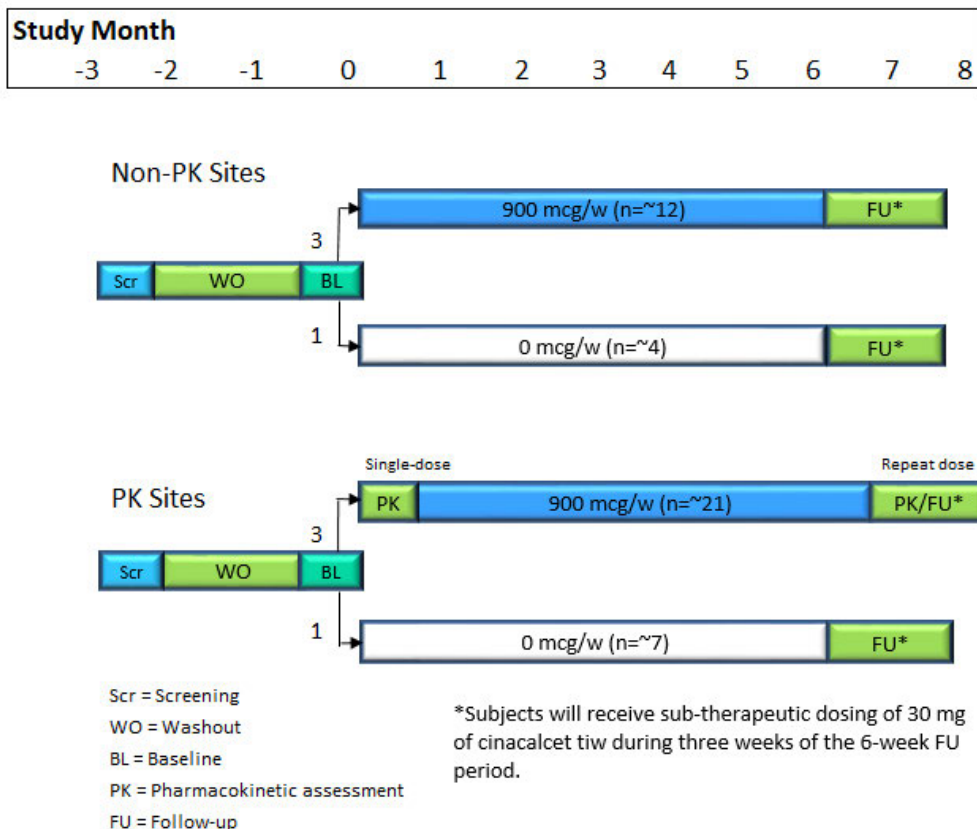 Study Month
-3 -2 -1 0 1 2 3 4 5 6 7 8
Non-PK Sites
900 mcg/w (n=~12) FU*
3
Scr WO BL
1
0 mcg/w (n=~4) FU*
Single-dose Repeat dose
PK Sites
PK 900 mcg/w (n=~21) PK/FU*
3
Scr WO BL
1
0 mcg/w (n=~7) FU*
Scr = Screening
WO = Washout
BL = Baseline
PK = Pharmacokinetic assessment
FU = Follow-up
*Subjects will receive sub-therapeutic dosing of 30 mg
of cinacalcet tiw during three weeks of the 6-week FU
period.